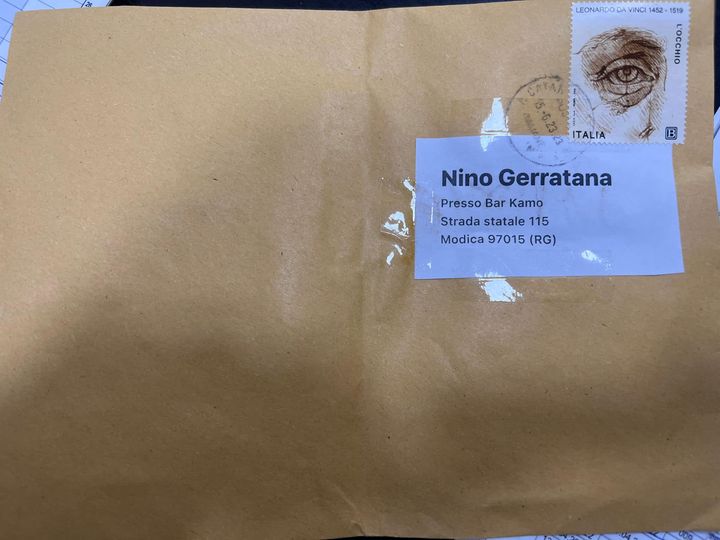 LEONARDO DA VINCI 1452 - 1519
L'OCCHIO
ITALIA
B
Nino Gerratana
Presso Bar Kamo
Strada statale 115
Modica 97015 (RG)